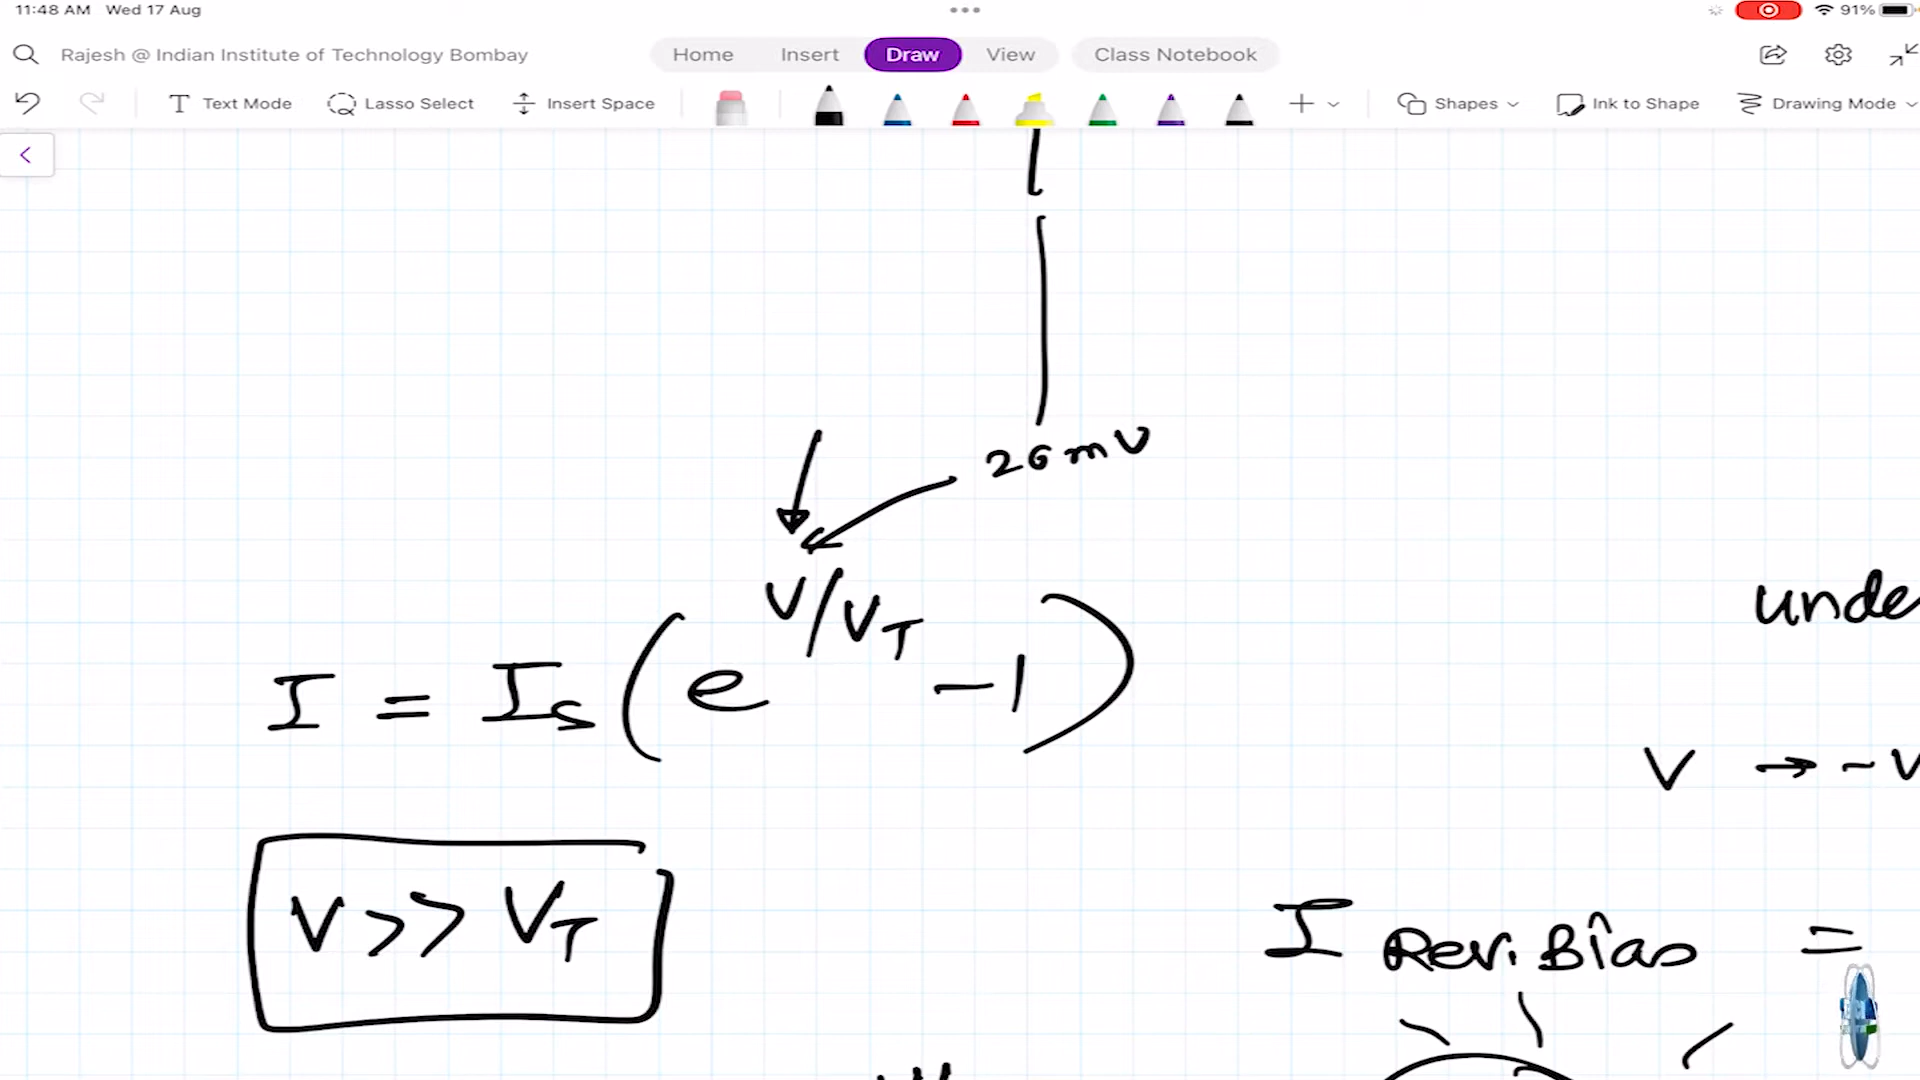 11:48 AM Wed 17 Aug
91%
Rajesh @ Indian Institute of Technology Bombay
Home Insert Draw View Class Notebook
Text Mode Lasso Select Insert Space Shapes Ink to Shape Drawing Mode
26mV
I = Is (e^V/VT - 1)
unde
V → -V
V >> VT
I Rev. Bias =